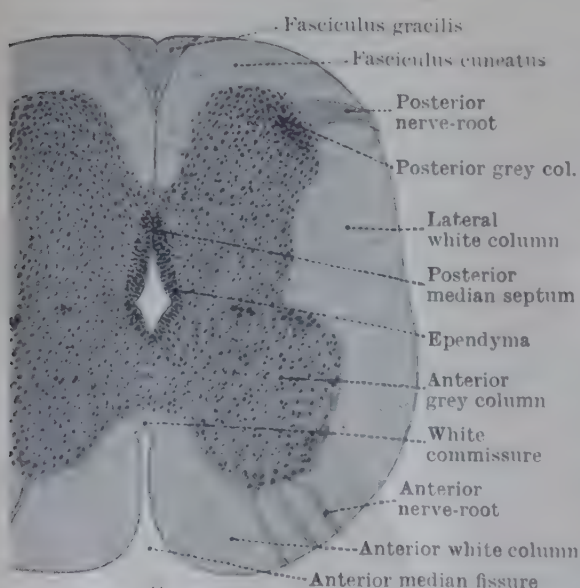 Fasciculus gracilis
Fasciculus cuneatus
Posterior
nerve-root
Posterior grey col.
Lateral
white column
Posterior
median septum
Ependyma
Anterior
grey column
White
commissure
Anterior
nerve-root
Anterior white column
Anterior median fissure